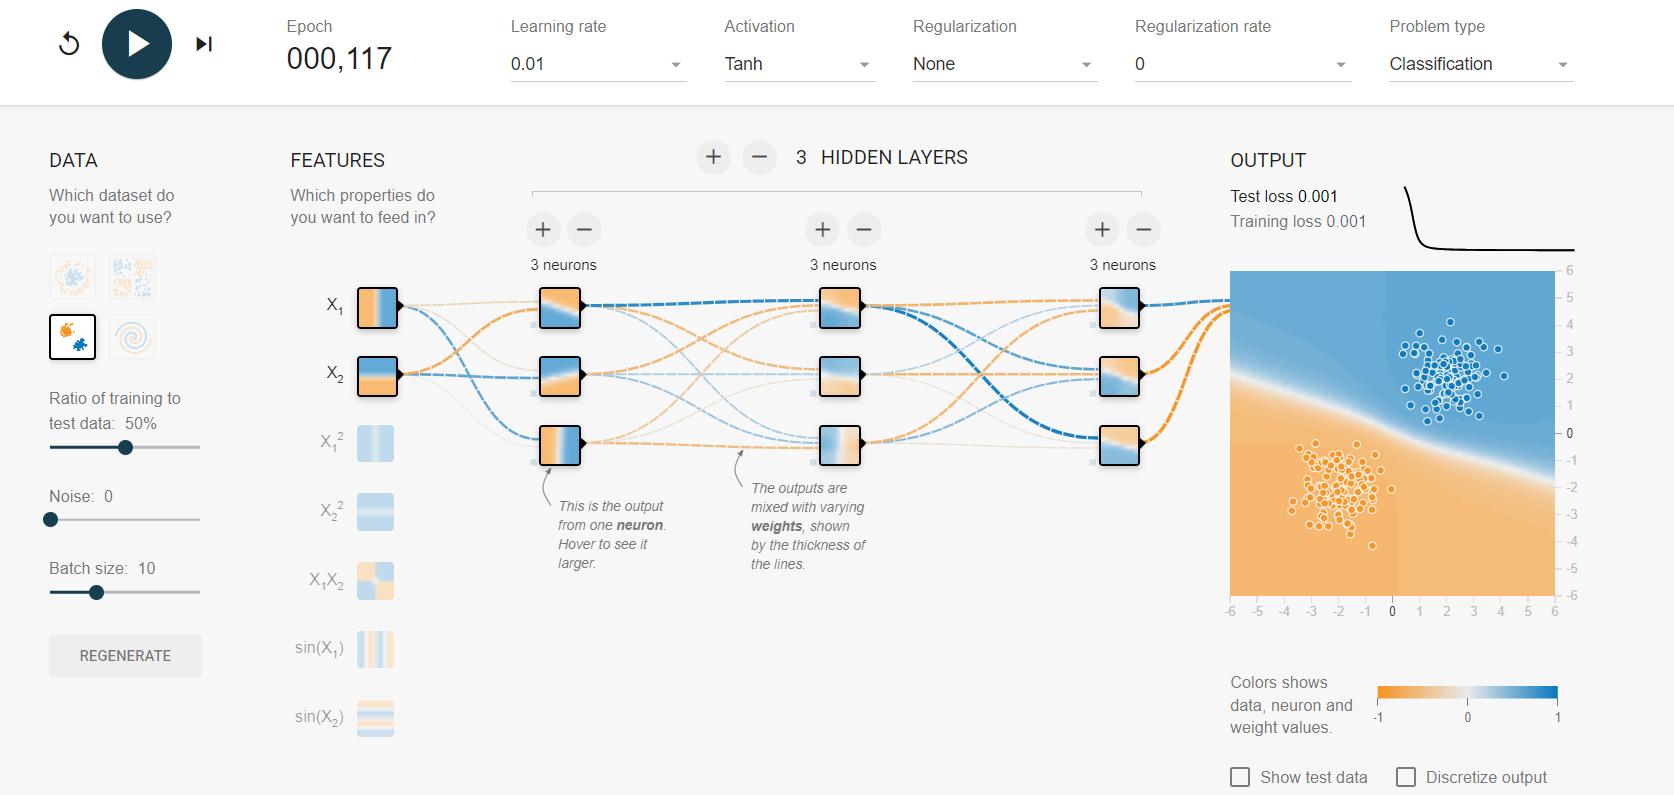 Epoch
000,117
Learning rate
0.01
Activation
Tanh
Regularization
None
Regularization rate
0
Problem type
Classification
DATA
Which dataset do
you want to use?
Ratio of training to
test data: 50%
Noise: 0
Batch size: 10
REGENERATE
FEATURES
Which properties do
you want to feed in?
X1
X2
X1²
X2²
X1X2
sin(X1)
sin(X2)
+ − 3 HIDDEN LAYERS
+ − + − + −
3 neurons 3 neurons 3 neurons
This is the output
from one neuron.
Hover to see it
larger.
The outputs are
mixed with varying
weights, shown
by the thickness of
the lines.
OUTPUT
Test loss 0.001
Training loss 0.001
6
5
4
3
2
1
0
-1
-2
-3
-4
-5
-6
-6 -5 -4 -3 -2 -1 0 1 2 3 4 5 6
Colors shows
data, neuron and
weight values.
-1 0 1
Show test data Discretize output